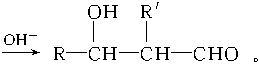 OH R′
OH⁻ R—CH—CH—CHO 。